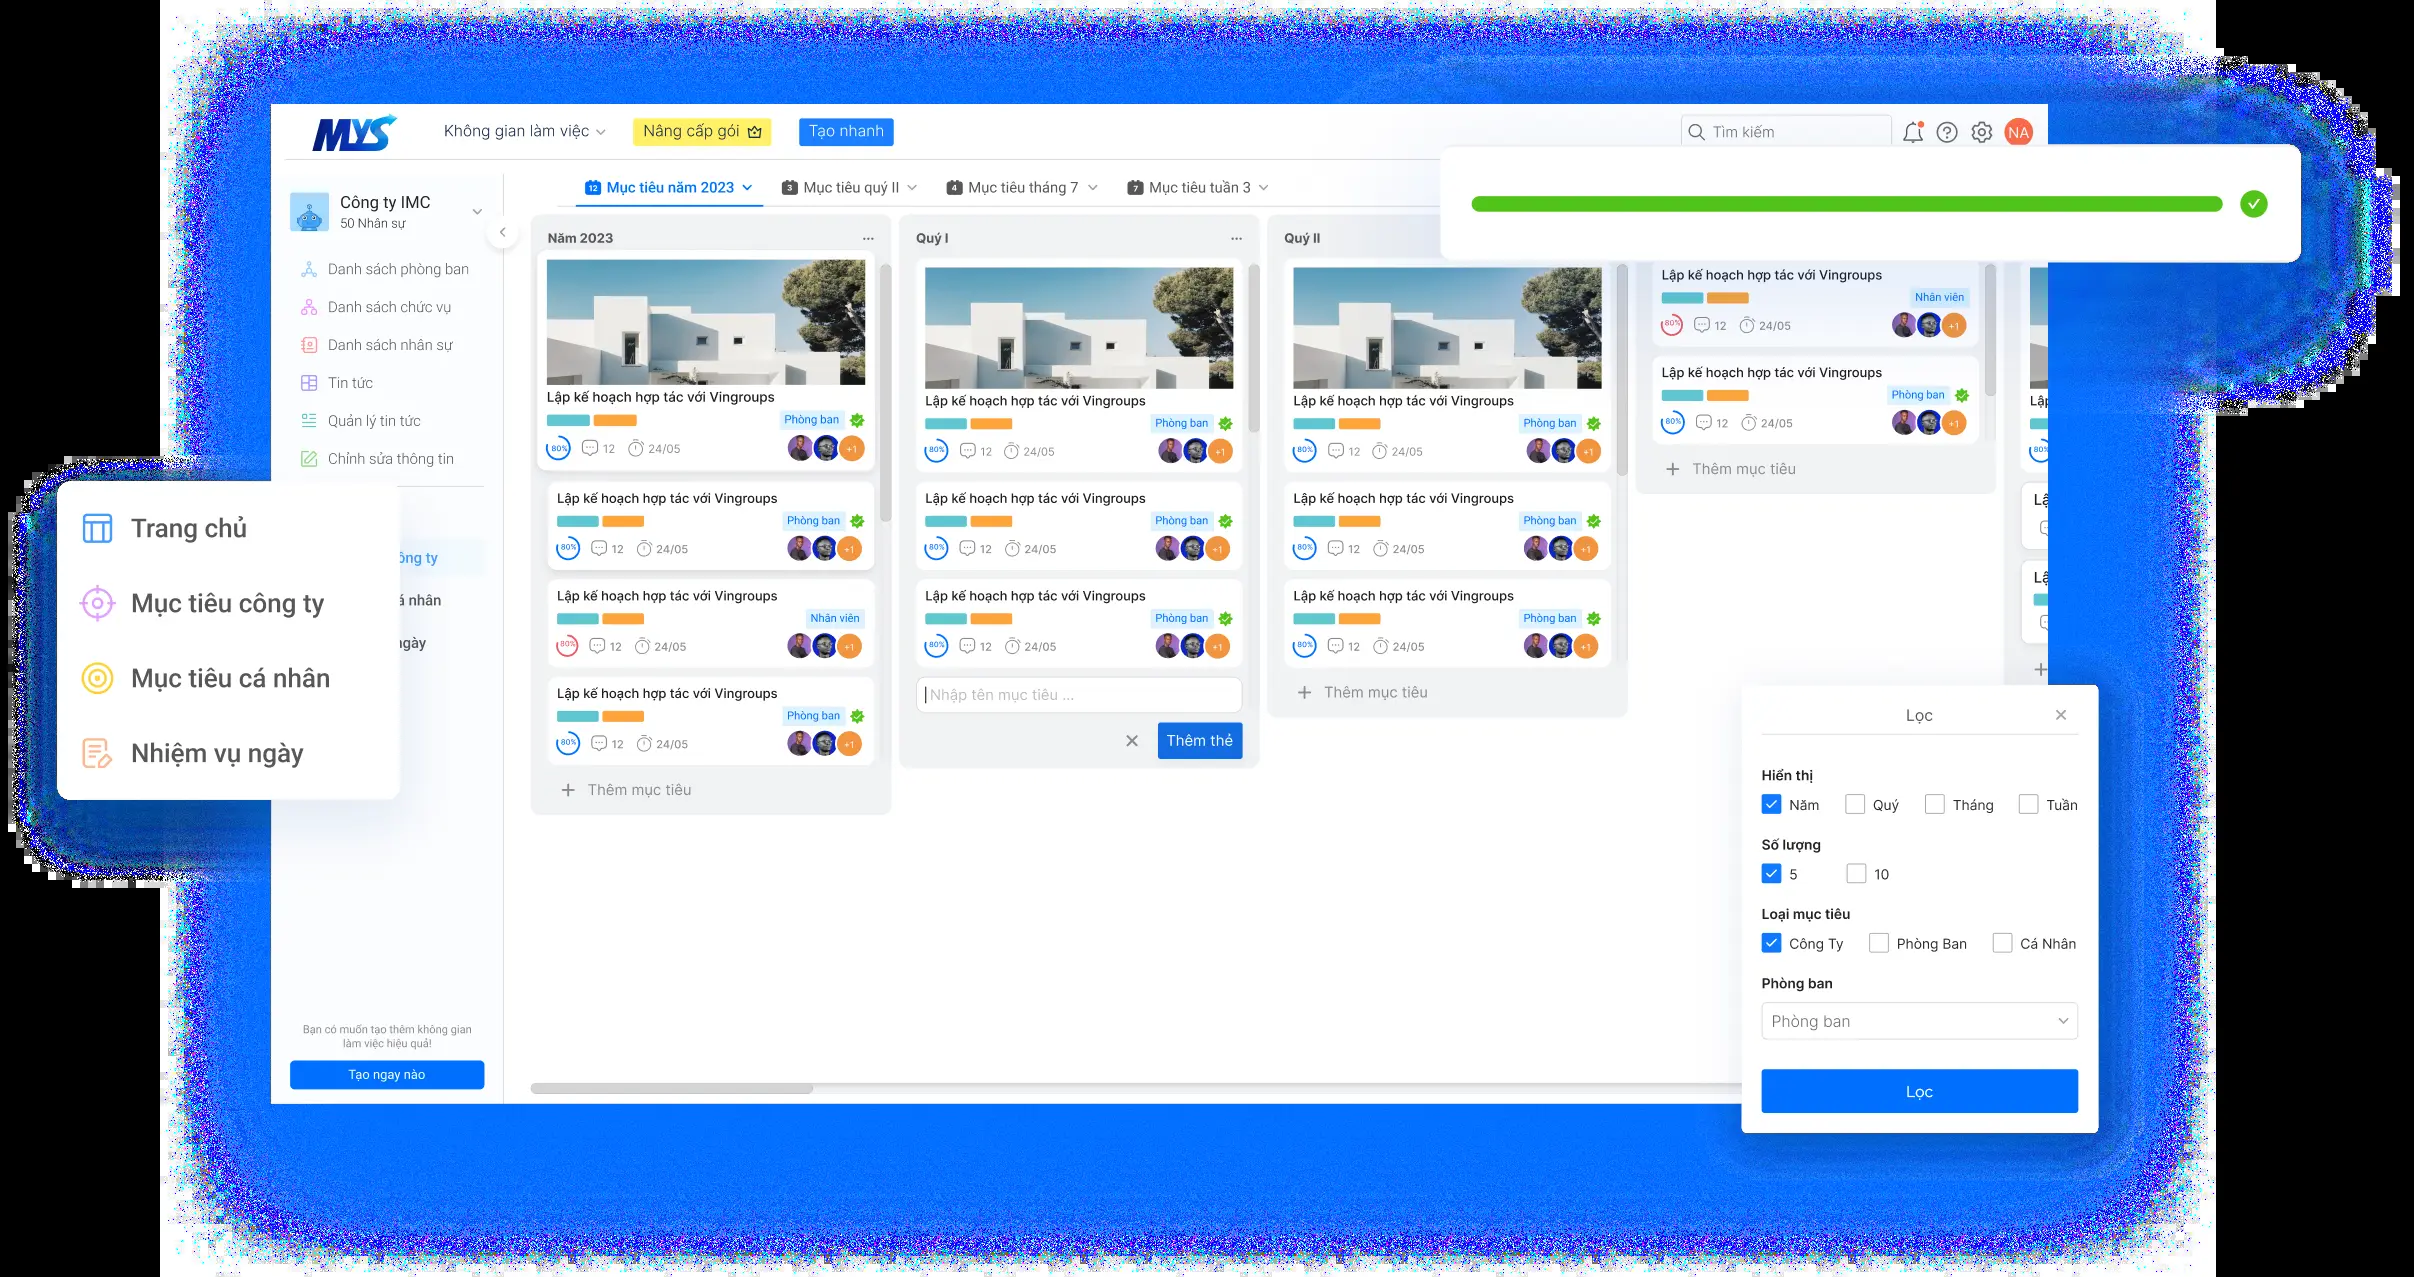 MYS
Không gian làm việc
Nâng cấp gói
Tạo nhanh
Tìm kiếm
NA
Công ty IMC
50 Nhân sự
Danh sách phòng ban
Danh sách chức vụ
Danh sách nhân sự
Tin tức
Quản lý tin tức
Chỉnh sửa thông tin
Trang chủ
Mục tiêu công ty
Mục tiêu cá nhân
Nhiệm vụ ngày
ông ty
á nhân
gày
Bạn có muốn tạo thêm không gian
làm việc hiệu quả!
Tạo ngay nào
12 Mục tiêu năm 2023
3 Mục tiêu quý II
4 Mục tiêu tháng 7
7 Mục tiêu tuần 3
Năm 2023 ...
Lập kế hoạch hợp tác với Vingroups
Phòng ban
80% 12 24/05 +1
Lập kế hoạch hợp tác với Vingroups
Phòng ban
80% 12 24/05 +1
Lập kế hoạch hợp tác với Vingroups
Nhân viên
80% 12 24/05 +1
Lập kế hoạch hợp tác với Vingroups
Phòng ban
80% 12 24/05 +1
+ Thêm mục tiêu
Quý I ...
Lập kế hoạch hợp tác với Vingroups
Phòng ban
80% 12 24/05 +1
Lập kế hoạch hợp tác với Vingroups
Phòng ban
80% 12 24/05 +1
Lập kế hoạch hợp tác với Vingroups
Phòng ban
80% 12 24/05 +1
Nhập tên mục tiêu ...
Thêm thẻ
Quý II
Lập kế hoạch hợp tác với Vingroups
Phòng ban
80% 12 24/05 +1
Lập kế hoạch hợp tác với Vingroups
Phòng ban
80% 12 24/05 +1
Lập kế hoạch hợp tác với Vingroups
Phòng ban
80% 12 24/05 +1
+ Thêm mục tiêu
Lập kế hoạch hợp tác với Vingroups
Nhân viên
80% 12 24/05 +1
Lập kế hoạch hợp tác với Vingroups
Phòng ban
80% 12 24/05 +1
+ Thêm mục tiêu
Lập
80%
Lậ
Lậ
+
Lọc
Hiển thị
Năm Quý Tháng Tuần
Số lượng
5 10
Loại mục tiêu
Công Ty Phòng Ban Cá Nhân
Phòng ban
Phòng ban
Lọc